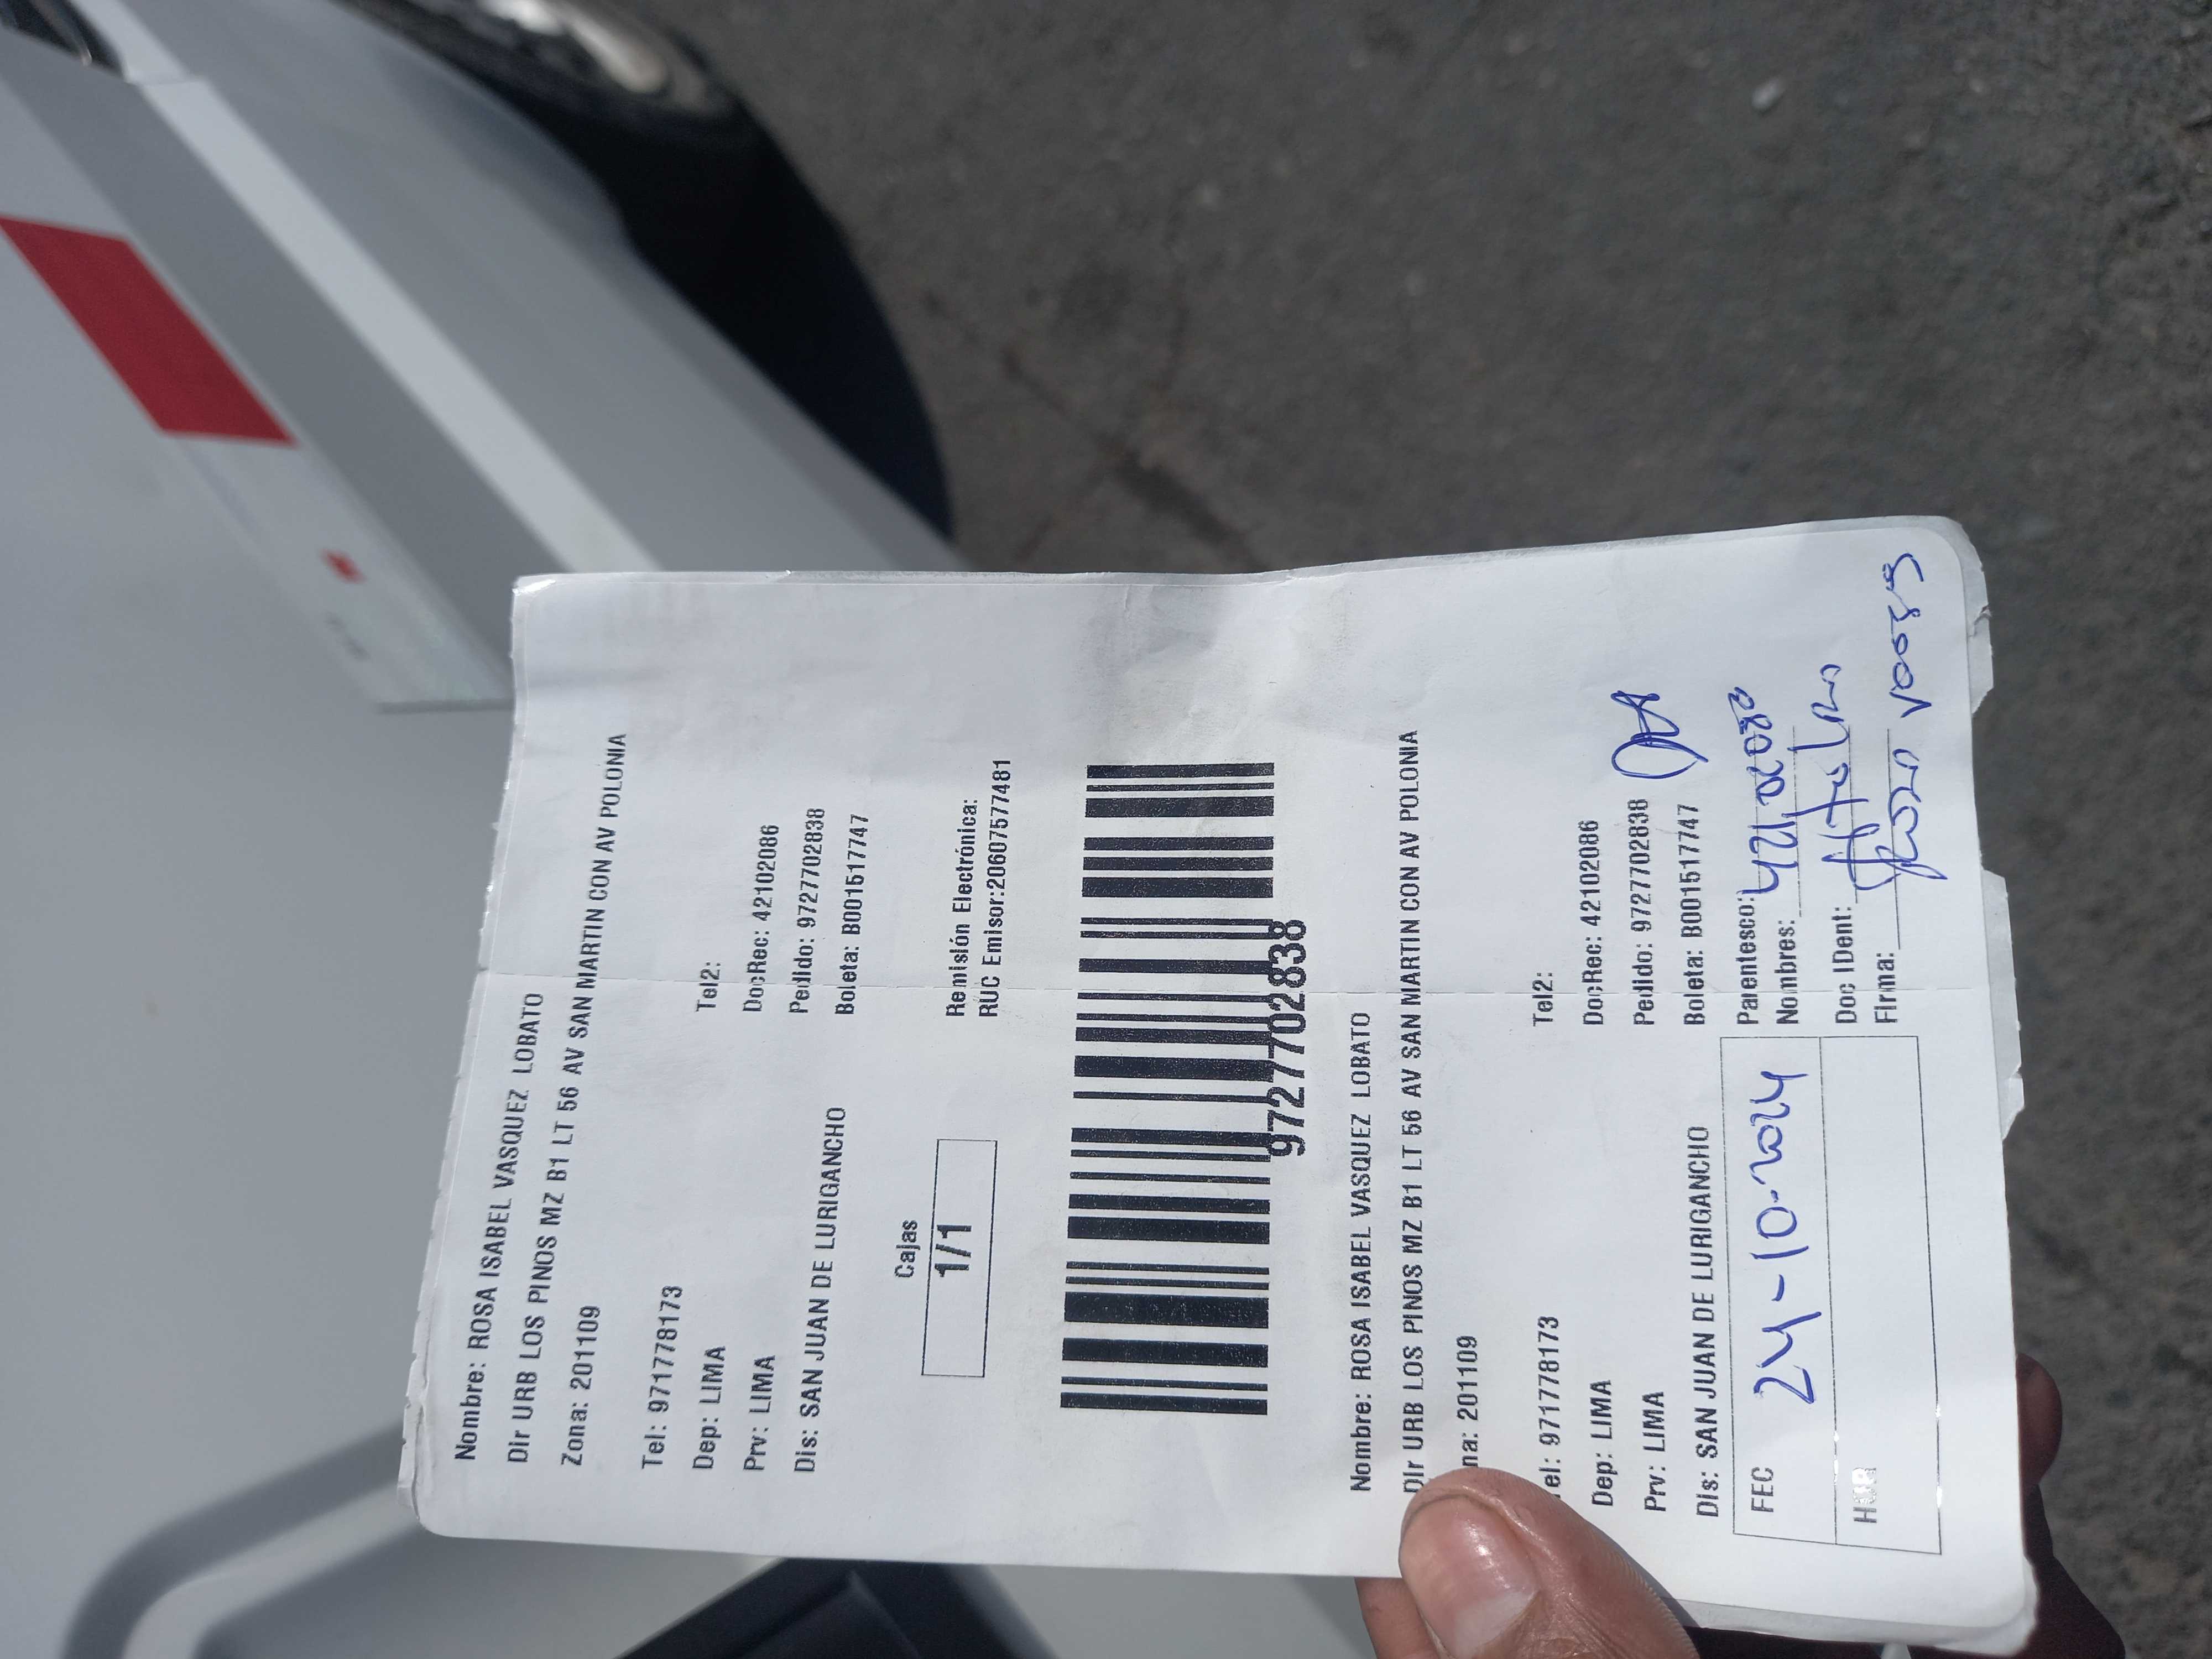 Nombre: ROSA ISABEL VASQUEZ LOBATO
Dir URB LOS PINOS MZ B1 LT 56 AV SAN MARTIN CON AV POLONIA
Zona: 201109
Tel: 971778173 Tel2:
Dep: LIMA DocRec: 42102086
Prv: LIMA Pedido: 9727702838
Dis: SAN JUAN DE LURIGANCHO Boleta: B001517747
Cajas
1/1
Remisión Electrónica:
RUC Emisor:20607577481
9727702838
Nombre: ROSA ISABEL VASQUEZ LOBATO
Dir URB LOS PINOS MZ B1 LT 56 AV SAN MARTIN CON AV POLONIA
na: 201109
el: 971778173 Tel2:
Dep: LIMA DocRec: 42102086
Prv: LIMA Pedido: 9727702838
Dis: SAN JUAN DE LURIGANCHO Boleta: B001517747
FEC 24-10-2024 Parentesco:
Nombres:
HOR Doc IDent:
Firma: